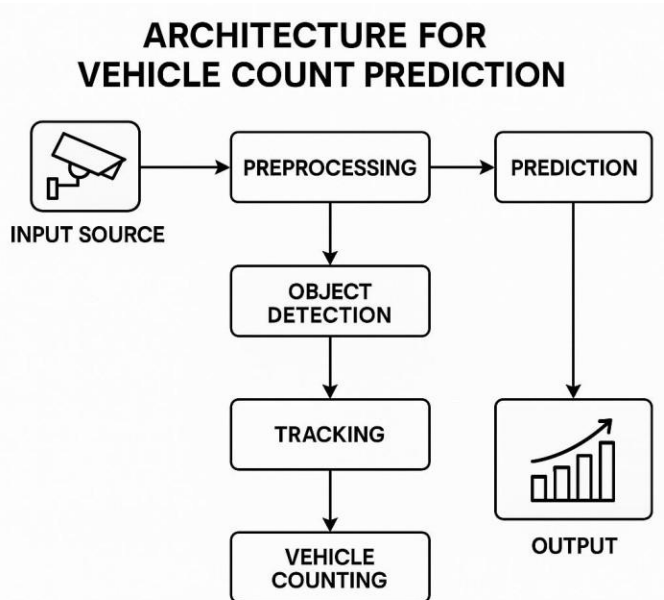 ARCHITECTURE FOR
VEHICLE COUNT PREDICTION
INPUT SOURCE
PREPROCESSING
PREDICTION
OBJECT
DETECTION
TRACKING
VEHICLE
COUNTING
OUTPUT